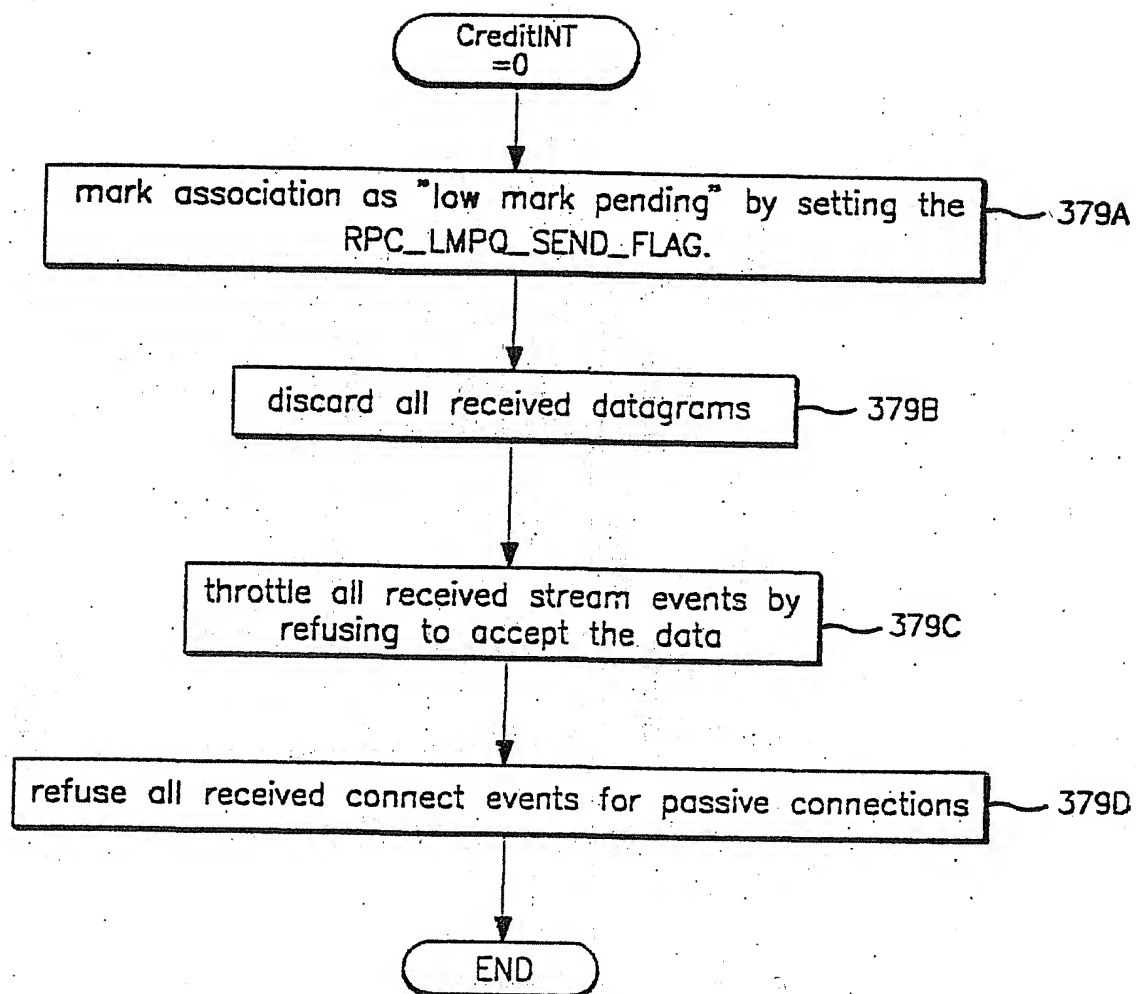 CreditINT
=0
mark association as "low mark pending" by setting the
RPC_LMPQ_SEND_FLAG.
379A
discard all received datagrams
379B
throttle all received stream events by
refusing to accept the data
379C
refuse all received connect events for passive connections
379D
END